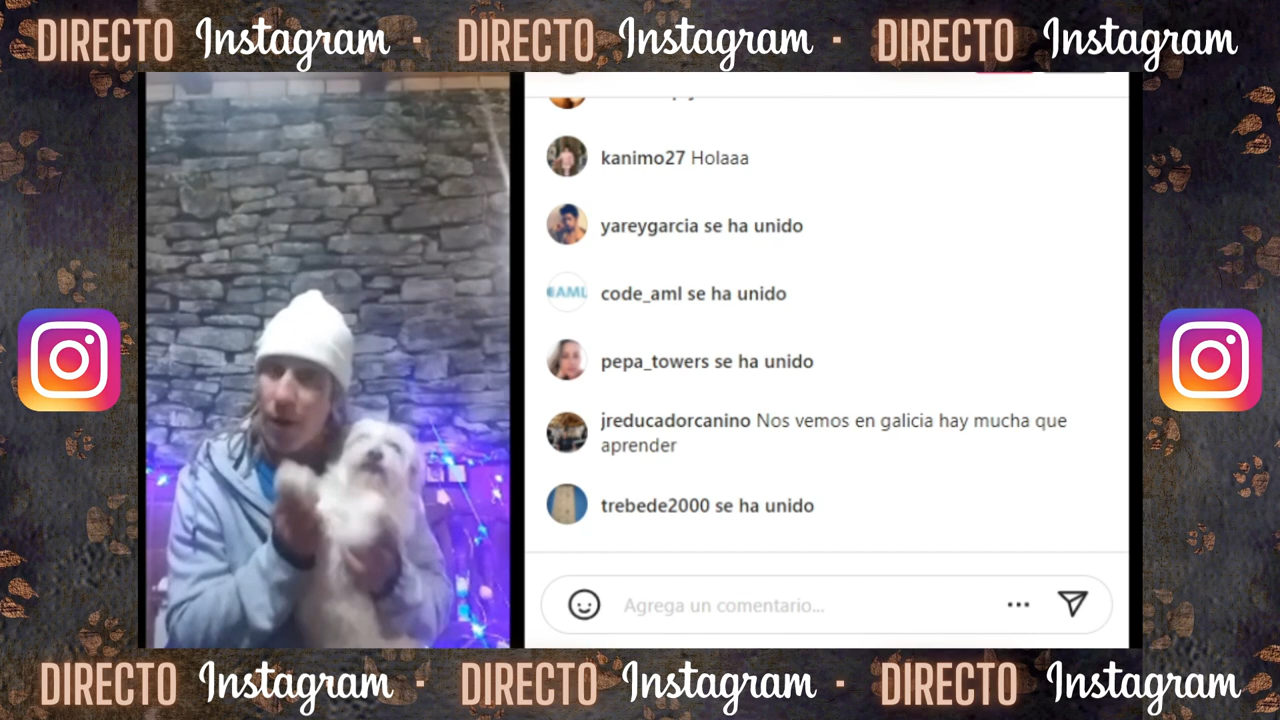 DIRECTO Instagram - DIRECTO Instagram - DIRECTO Instagram
kanimo27 Holaaa
yareygarcia se ha unido
code_aml se ha unido
pepa_towers se ha unido
jreducadorcanino Nos vemos en galicia hay mucha que
aprender
trebede2000 se ha unido
Agrega un comentario...
DIRECTO Instagram - DIRECTO Instagram - DIRECTO Instagram